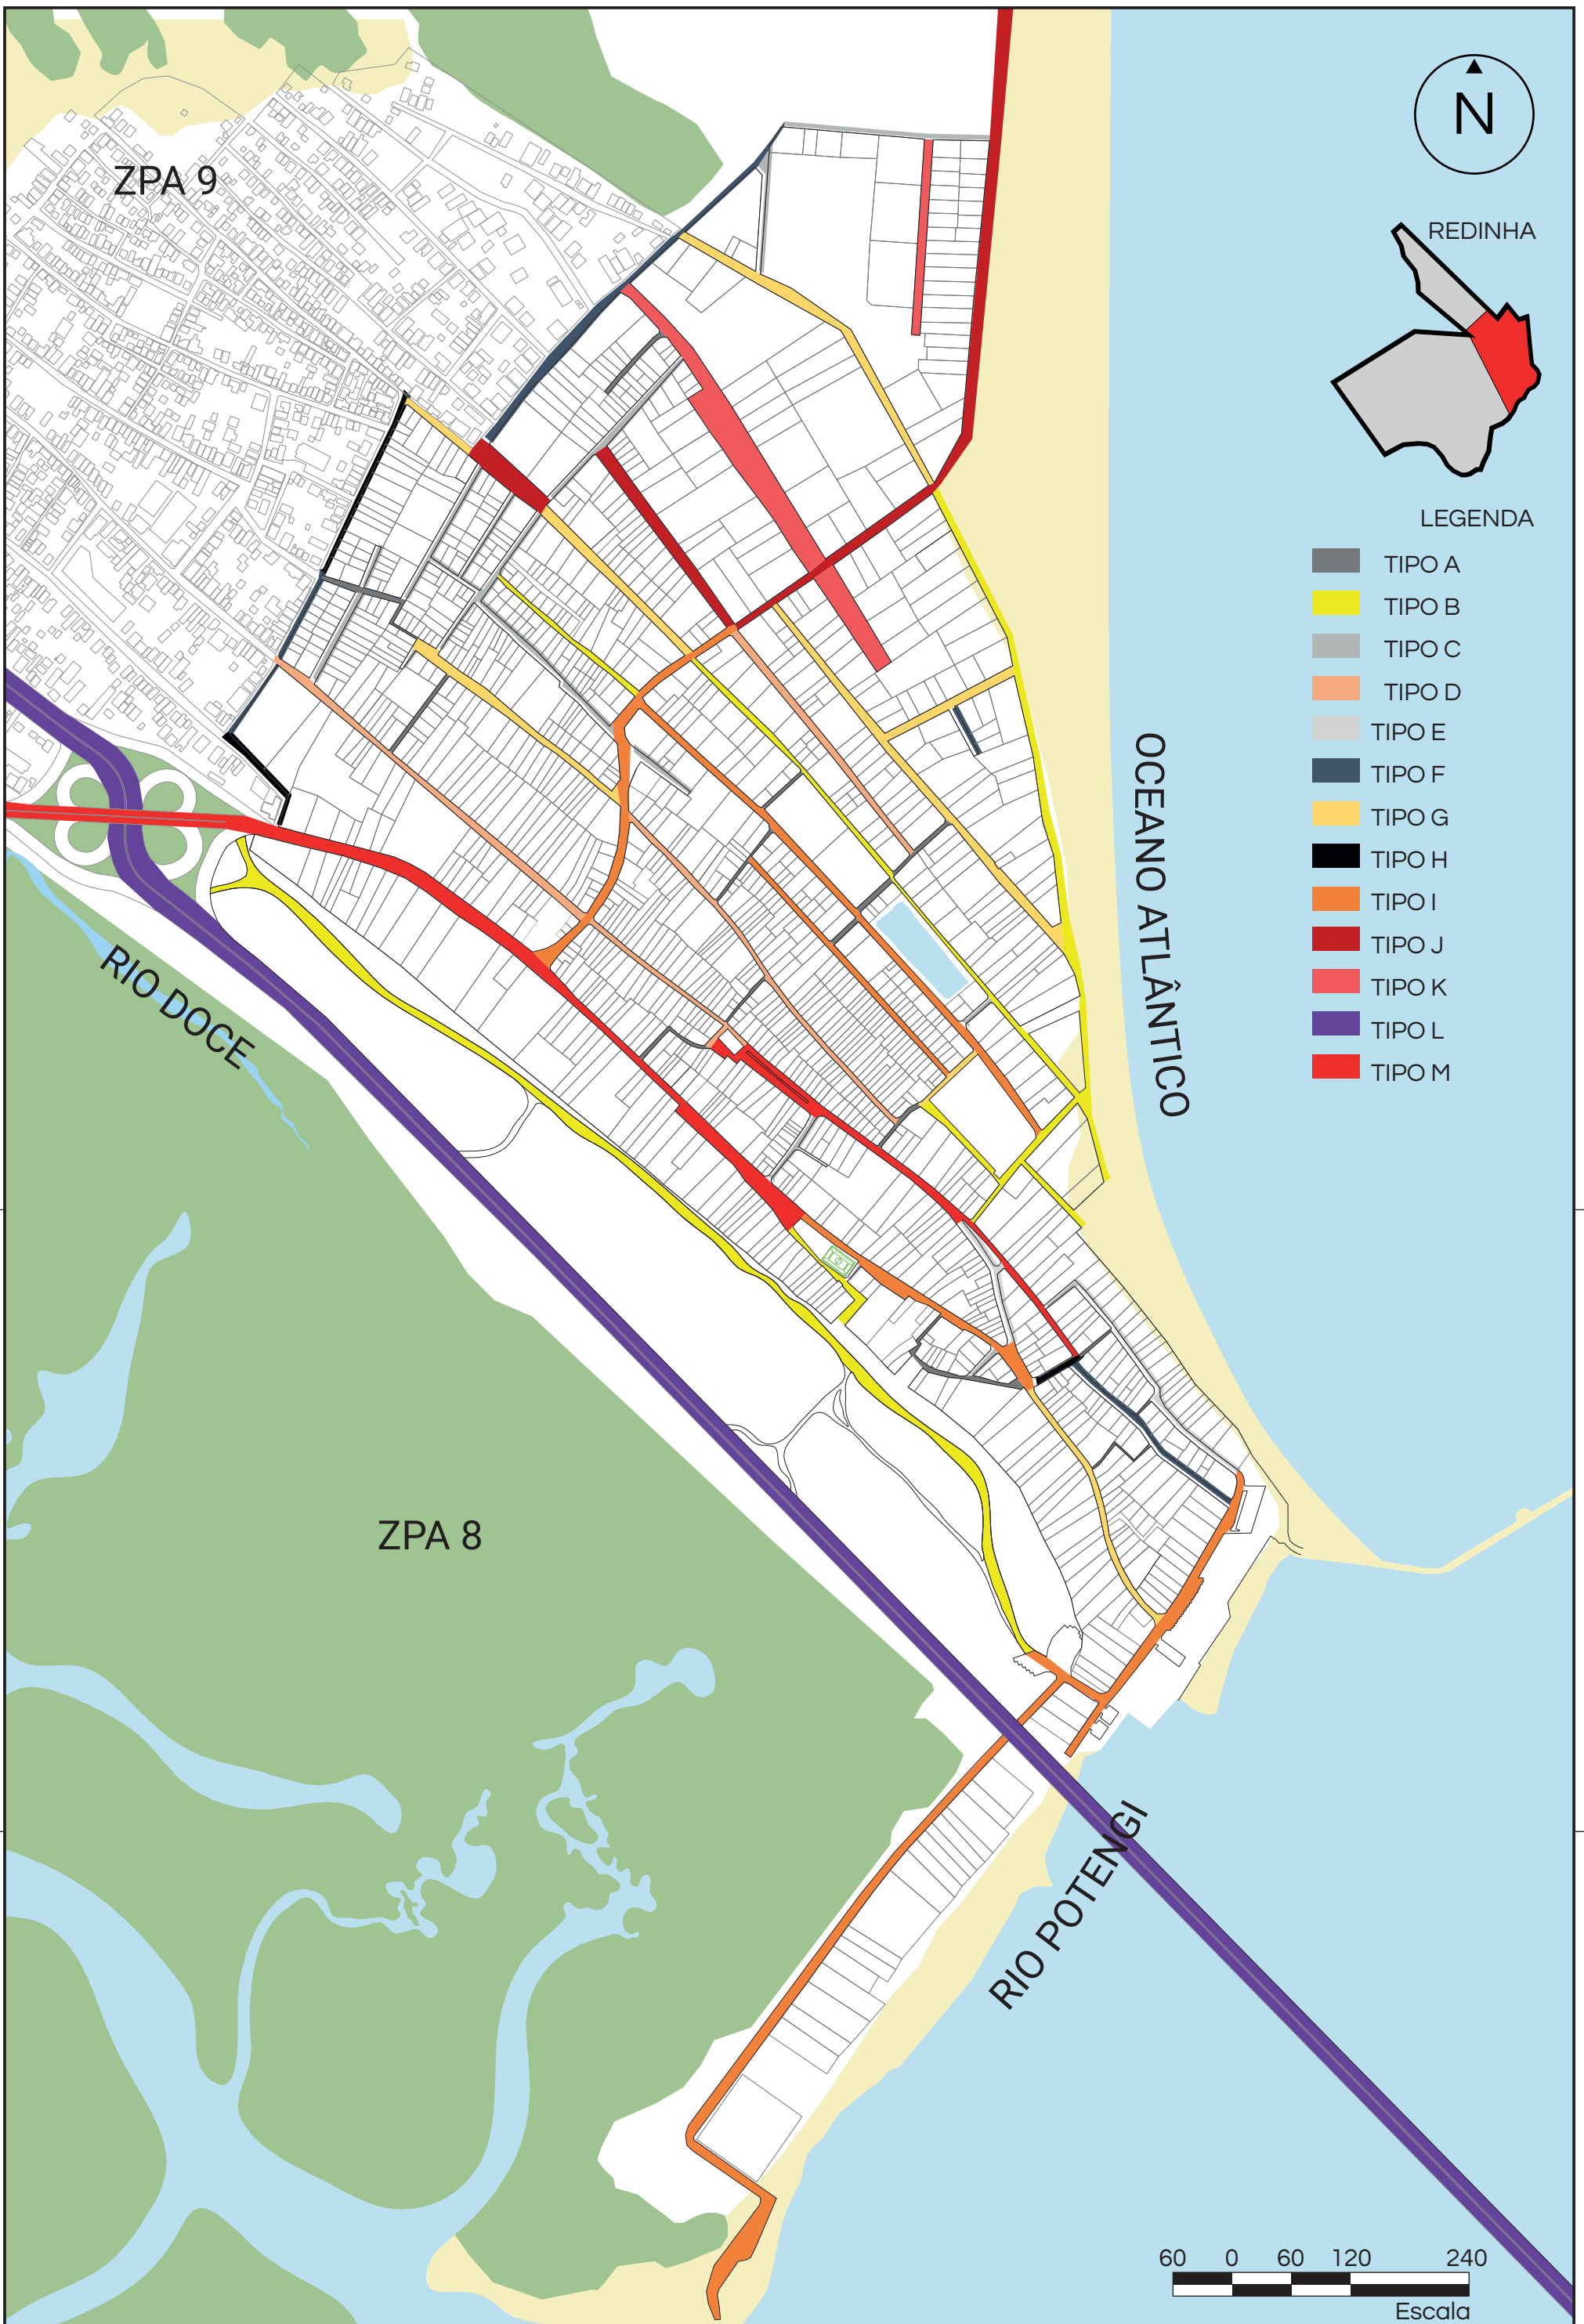 N
ZPA 9
REDINHA
LEGENDA
TIPO A
TIPO B
TIPO C
TIPO D
TIPO E
TIPO F
TIPO G
TIPO H
TIPO I
TIPO J
TIPO K
TIPO L
TIPO M
OCEANO ATLÂNTICO
RIO DOCE
ZPA 8
RIO POTENGI
60 0 60 120 240
Escala